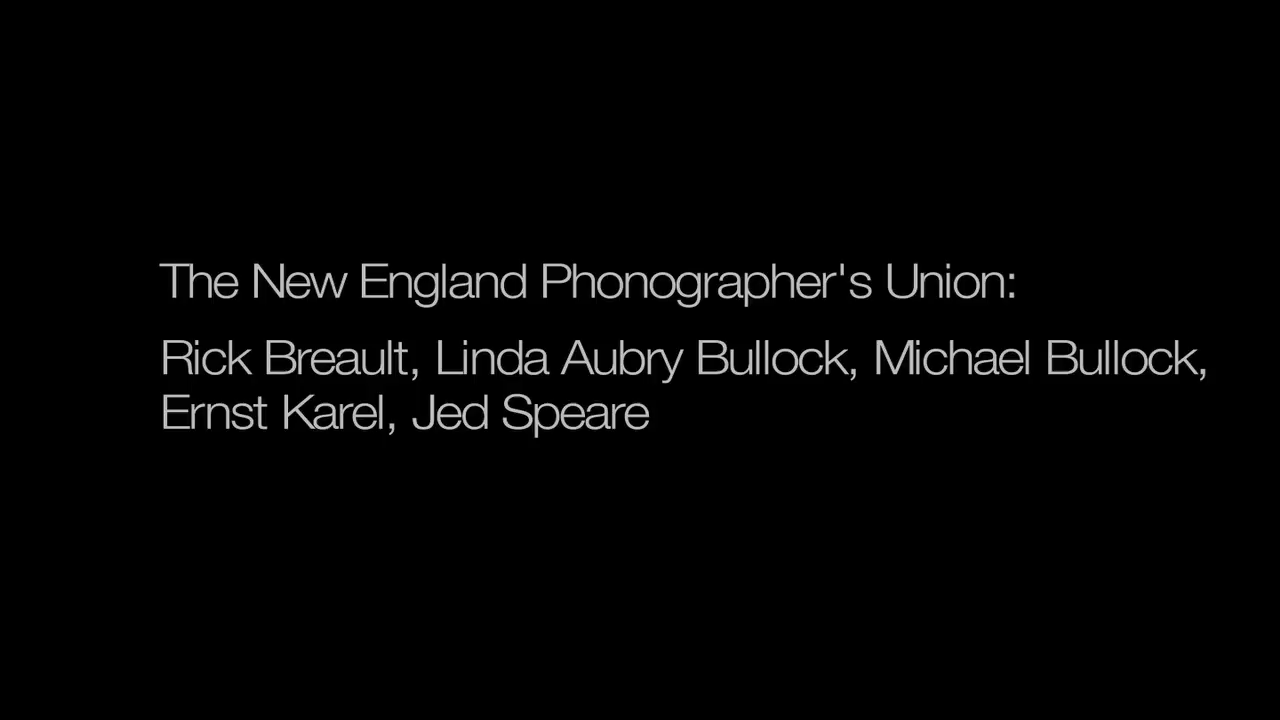 The New England Phonographer's Union:
Rick Breault, Linda Aubry Bullock, Michael Bullock,
Ernst Karel, Jed Speare